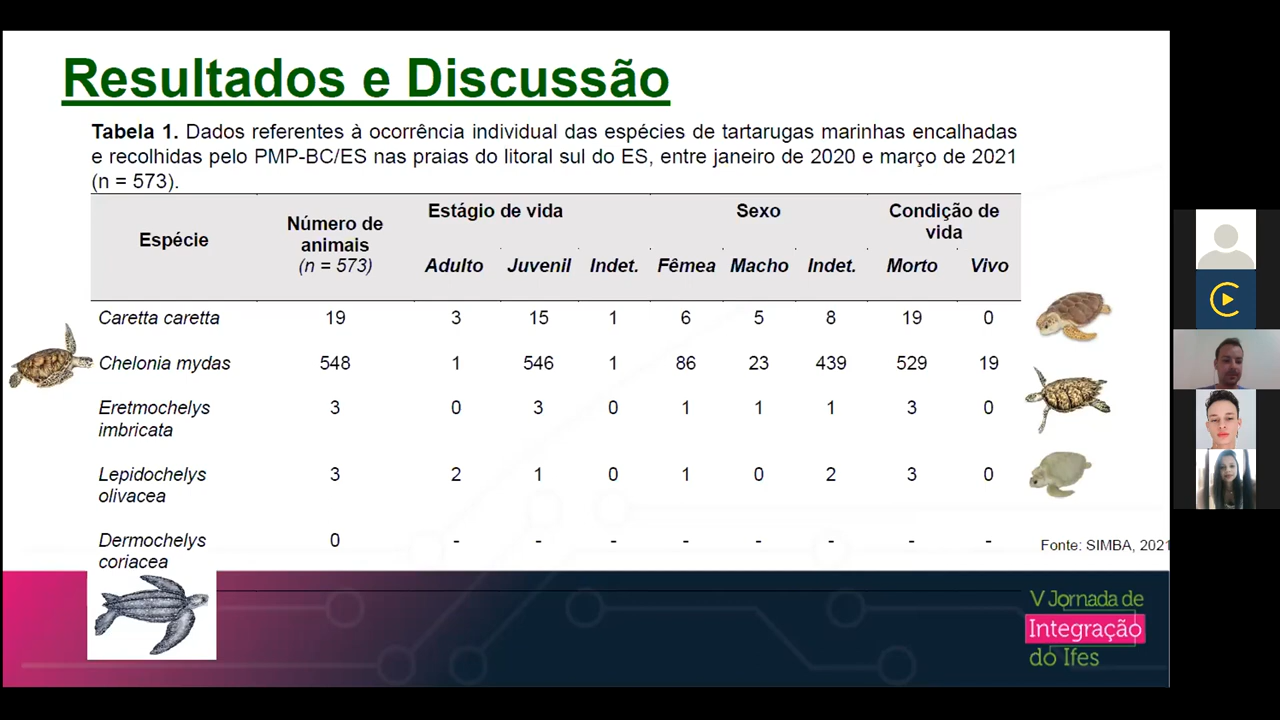 Resultados e Discussão
Tabela 1. Dados referentes à ocorrência individual das espécies de tartarugas marinhas encalhadas
e recolhidas pelo PMP-BC/ES nas praias do litoral sul do ES, entre janeiro de 2020 e março de 2021
(n = 573).
Espécie Número de animais (n = 573) Estágio de vida Sexo Condição de vida
Adulto Juvenil Indet. Fêmea Macho Indet. Morto Vivo
Caretta caretta 19 3 15 1 6 5 8 19 0
Chelonia mydas 548 1 546 1 86 23 439 529 19
Eretmochelys 3 0 3 0 1 1 1 3 0
imbricata
Lepidochelys 3 2 1 0 1 0 2 3 0
olivacea
Dermochelys 0 - - - - - - - -
coriacea
Fonte: SIMBA, 2021
V Jornada de
Integração
do Ifes